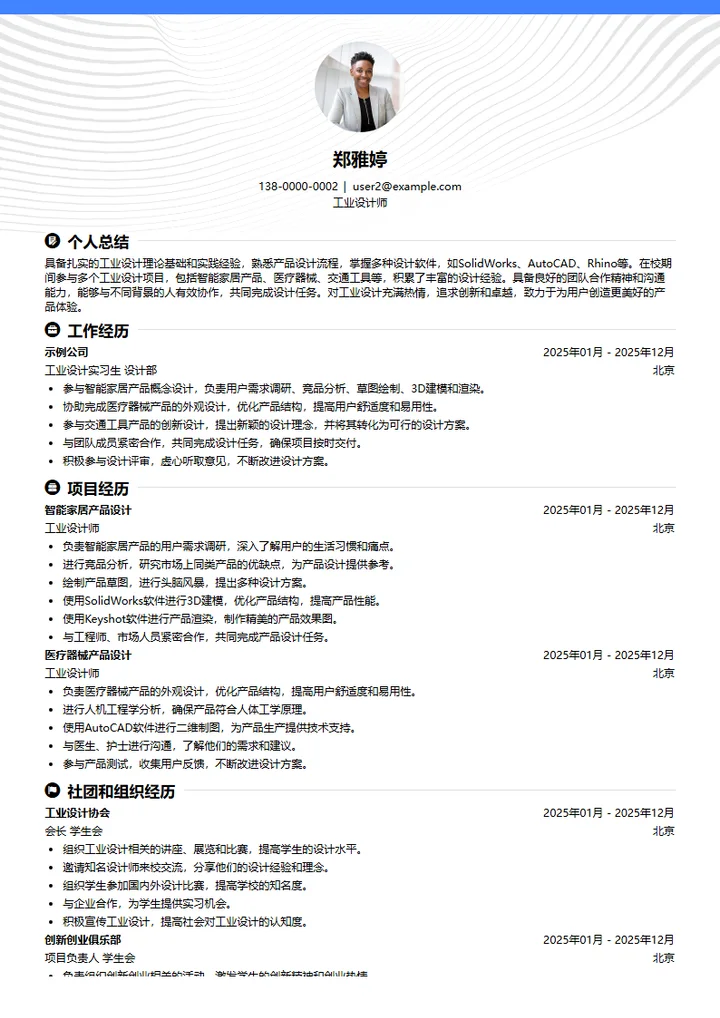 郑雅婷
138-0000-0002 | user2@example.com
工业设计师
个人总结
具备扎实的工业设计理论基础和实践经验，熟悉产品设计流程，掌握多种设计软件，如SolidWorks、AutoCAD、Rhino等。在校期
间参与多个工业设计项目，包括智能家居产品、医疗器械、交通工具等，积累了丰富的设计经验。具备良好的团队合作精神和沟通
能力，能够与不同背景的人有效协作，共同完成设计任务。对工业设计充满热情，追求创新和卓越，致力于为用户创造更美好的产
品体验。
工作经历
示例公司 2025年01月 - 2025年12月
工业设计实习生 设计部 北京
• 参与智能家居产品概念设计，负责用户需求调研、竞品分析、草图绘制、3D建模和渲染。
• 协助完成医疗器械产品的外观设计，优化产品结构，提高用户舒适度和易用性。
• 参与交通工具产品的创新设计，提出新颖的设计理念，并将其转化为可行的设计方案。
• 与团队成员紧密合作，共同完成设计任务，确保项目按时交付。
• 积极参与设计评审，虚心听取意见，不断改进设计方案。
项目经历
智能家居产品设计 2025年01月 - 2025年12月
工业设计师 北京
• 负责智能家居产品的用户需求调研，深入了解用户的生活习惯和痛点。
• 进行竞品分析，研究市场上同类产品的优缺点，为产品设计提供参考。
• 绘制产品草图，进行头脑风暴，提出多种设计方案。
• 使用SolidWorks软件进行3D建模，优化产品结构，提高产品性能。
• 使用Keyshot软件进行产品渲染，制作精美的产品效果图。
• 与工程师、市场人员紧密合作，共同完成产品设计任务。
医疗器械产品设计 2025年01月 - 2025年12月
工业设计师 北京
• 负责医疗器械产品的外观设计，优化产品结构，提高用户舒适度和易用性。
• 进行人机工程学分析，确保产品符合人体工学原理。
• 使用AutoCAD软件进行二维制图，为产品生产提供技术支持。
• 与医生、护士进行沟通，了解他们的需求和建议。
• 参与产品测试，收集用户反馈，不断改进设计方案。
社团和组织经历
工业设计协会 2025年01月 - 2025年12月
会长 学生会 北京
• 组织工业设计相关的讲座、展览和比赛，提高学生的设计水平。
• 邀请知名设计师来校交流，分享他们的设计经验和理念。
• 组织学生参加国内外设计比赛，提高学校的知名度。
• 与企业合作，为学生提供实习机会。
• 积极宣传工业设计，提高社会对工业设计的认知度。
创新创业俱乐部 2025年01月 - 2025年12月
项目负责人 学生会 北京
• 负责组织创新创业相关的活动，激发学生的创新精神和创业热情